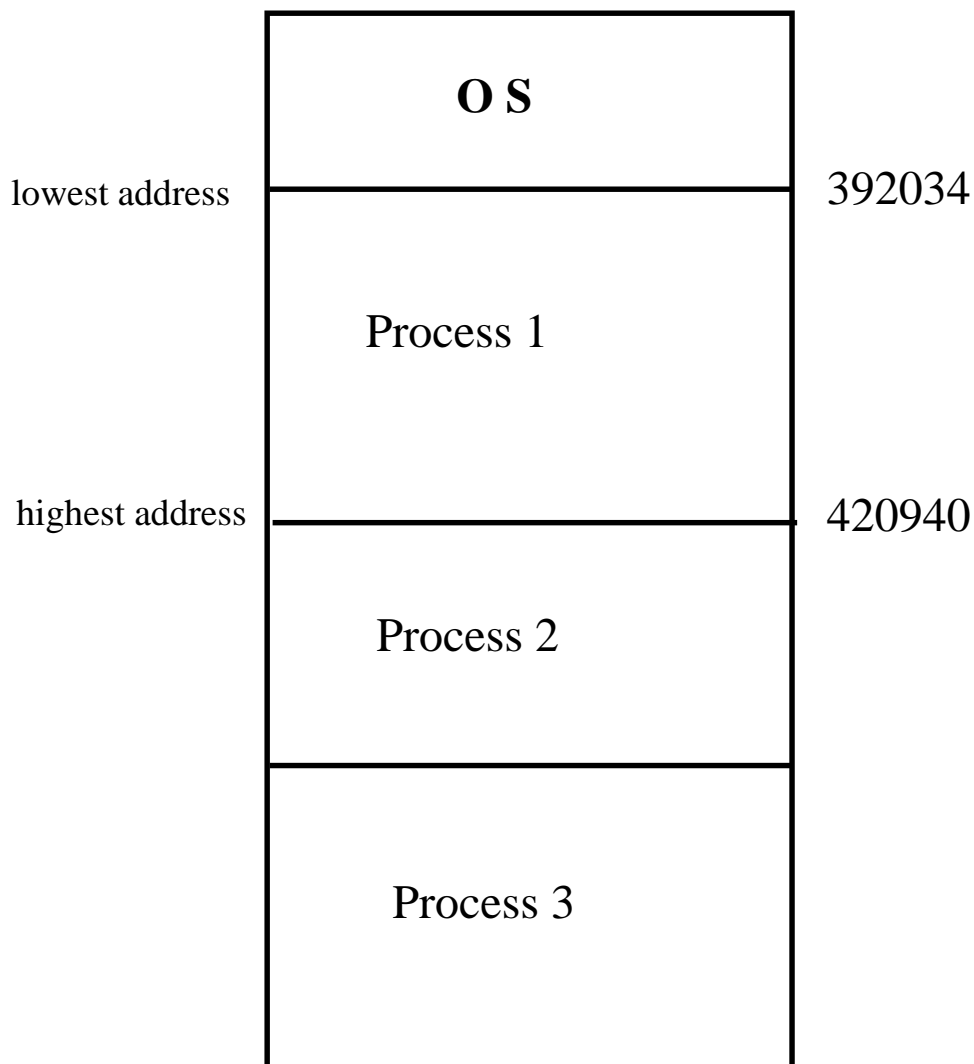 O S
lowest address 392034
Process 1
highest address 420940
Process 2
Process 3